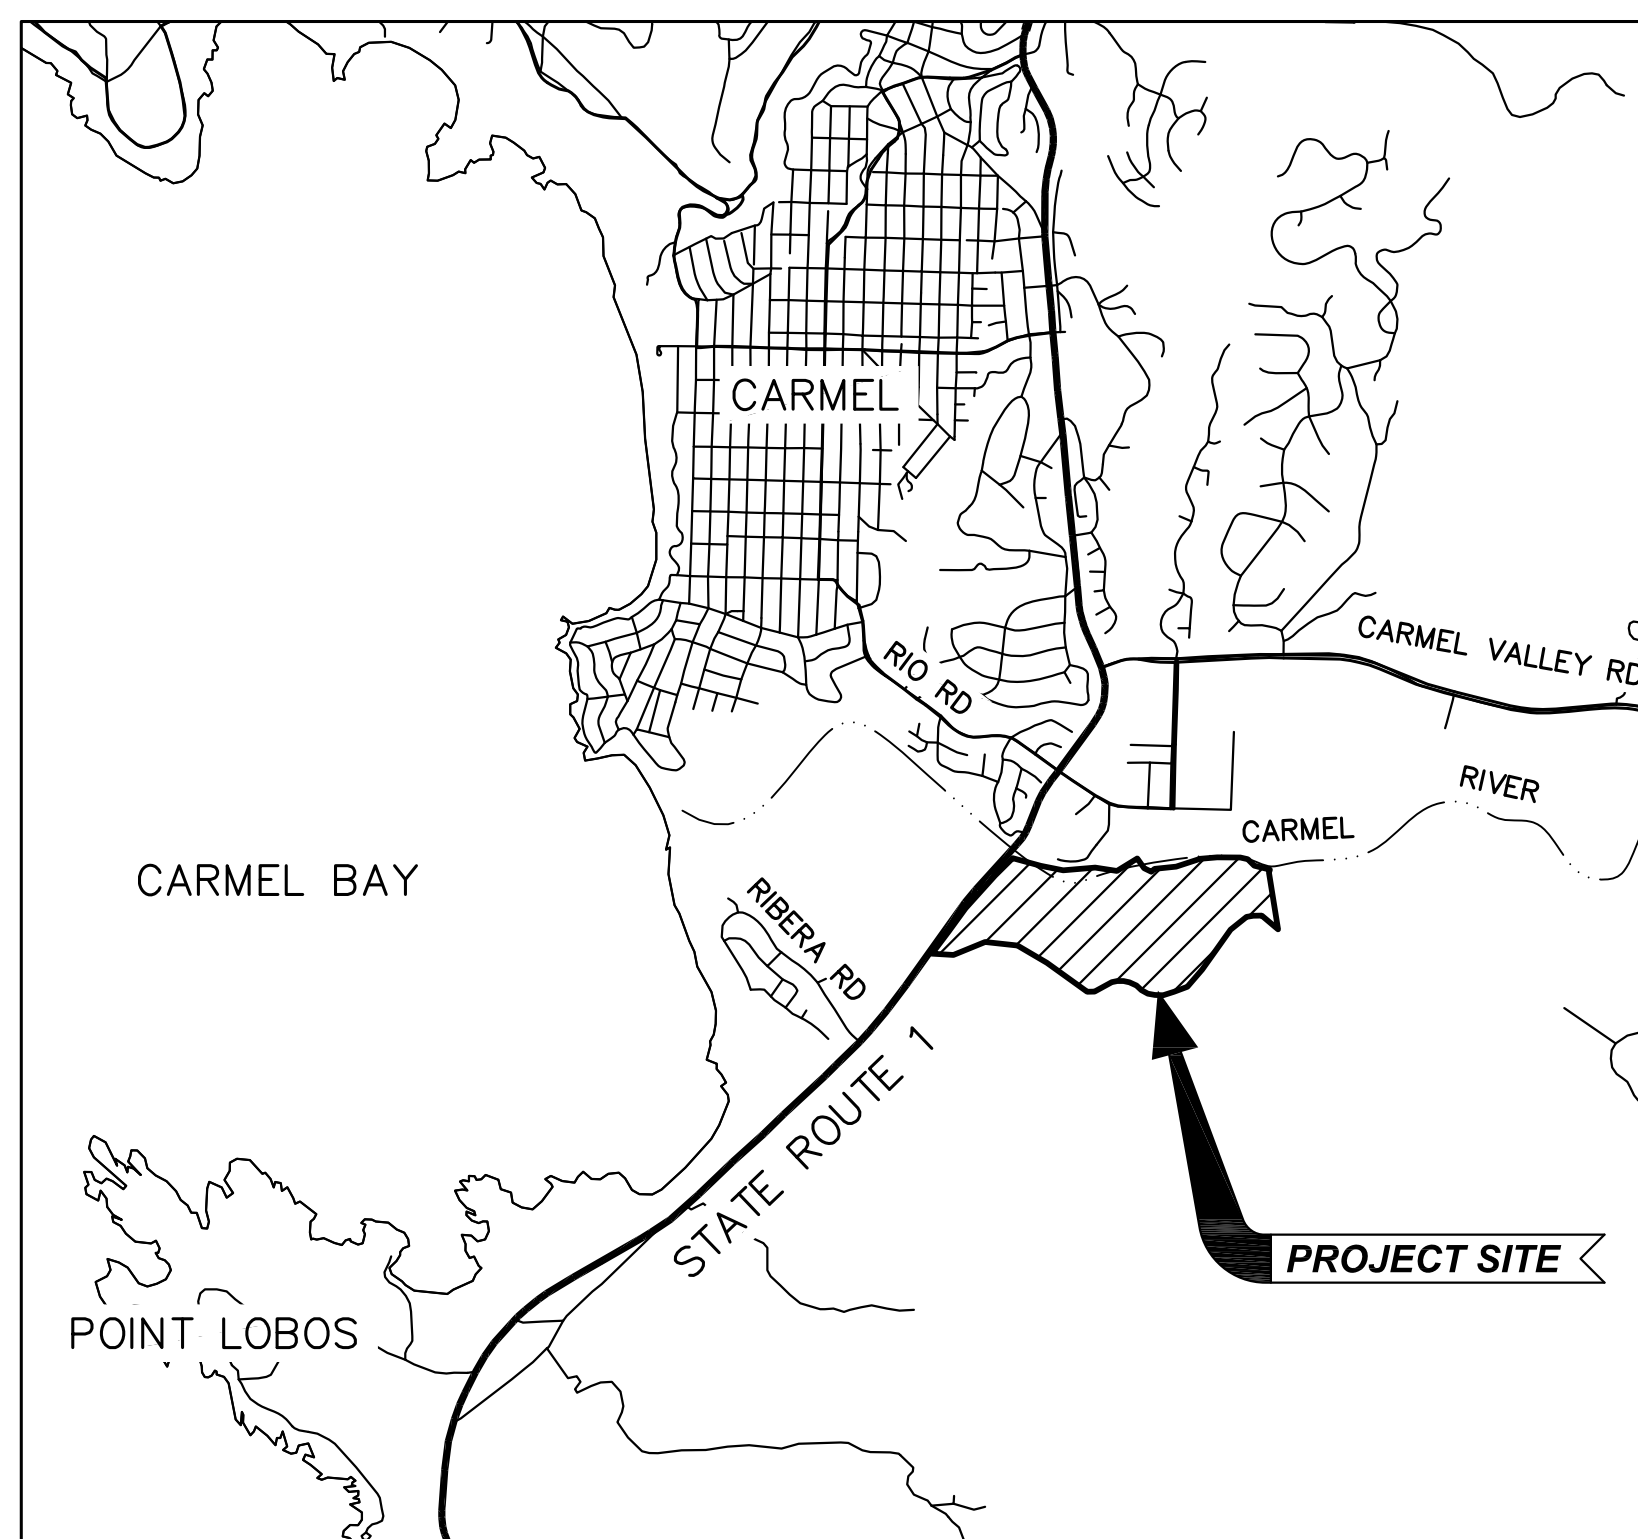 CARMEL
CARMEL VALLEY RD
RIO RD
RIVER
CARMEL
CARMEL BAY
RIBERA RD
STATE ROUTE 1
PROJECT SITE
POINT LOBOS